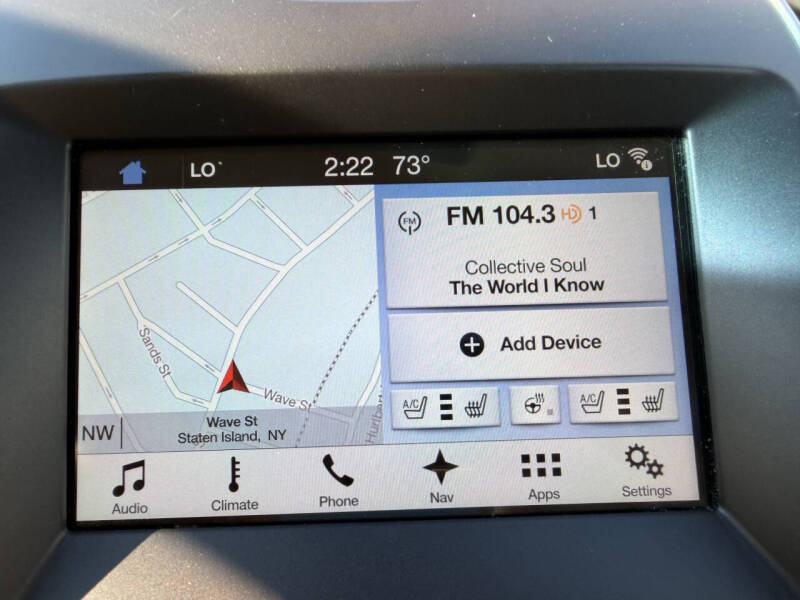 LO
2:22 73°
LO
FM
FM 104.3 HD 1
Collective Soul
The World I Know
Add Device
A/C
A/C
Sands St
Wave St
NW
Wave St
Staten Island, NY
Audio
Climate
Phone
Nav
Apps
Settings